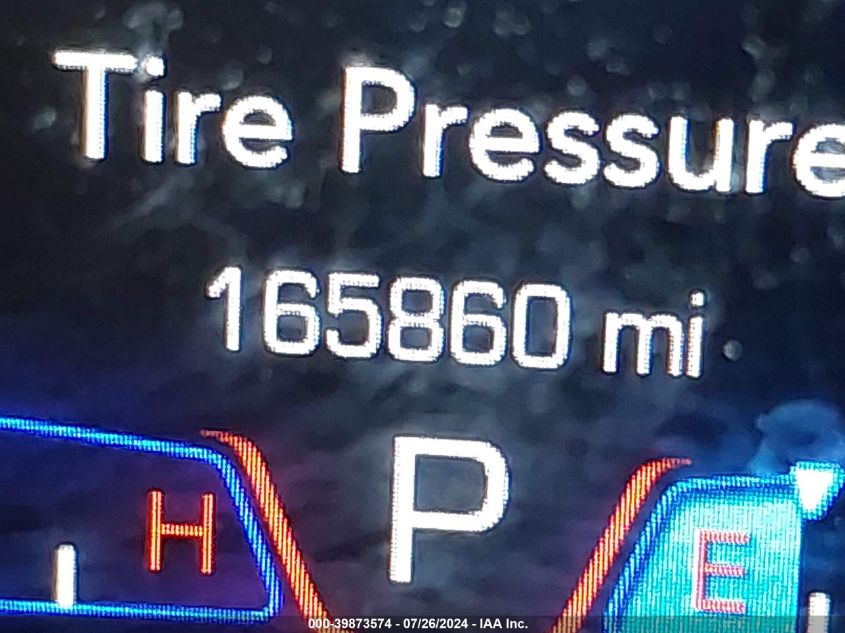 Tire Pressure
165860 mi
P
H
E
000-39873574 - 07/26/2024 - IAA Inc.